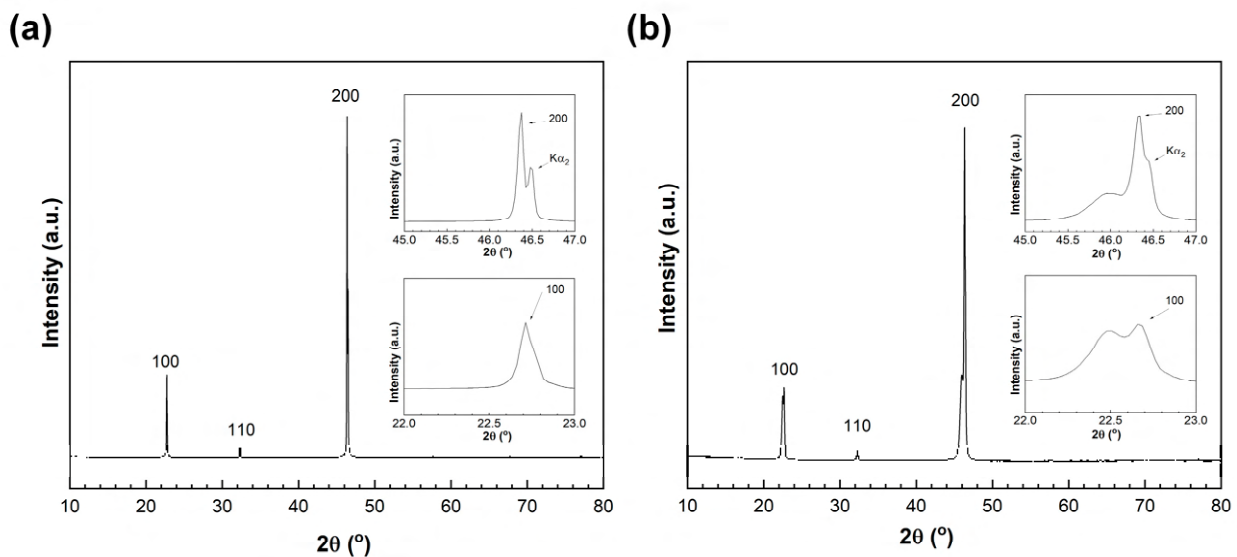 (a)
Intensity (a.u.)
200
100
110
10 20 30 40 50 60 70 80
2θ (º)
Intensity (a.u.)
200
Kα₂
45.0 45.5 46.0 46.5 47.0
2θ (º)
Intensity (a.u.)
100
22.0 22.5 23.0
2θ (º)
(b)
Intensity (a.u.)
200
100
110
10 20 30 40 50 60 70 80
2θ (º)
Intensity (a.u.)
200
Kα₂
45.0 45.5 46.0 46.5 47.0
2θ (º)
Intensity (a.u.)
100
22.0 22.5 23.0
2θ (º)